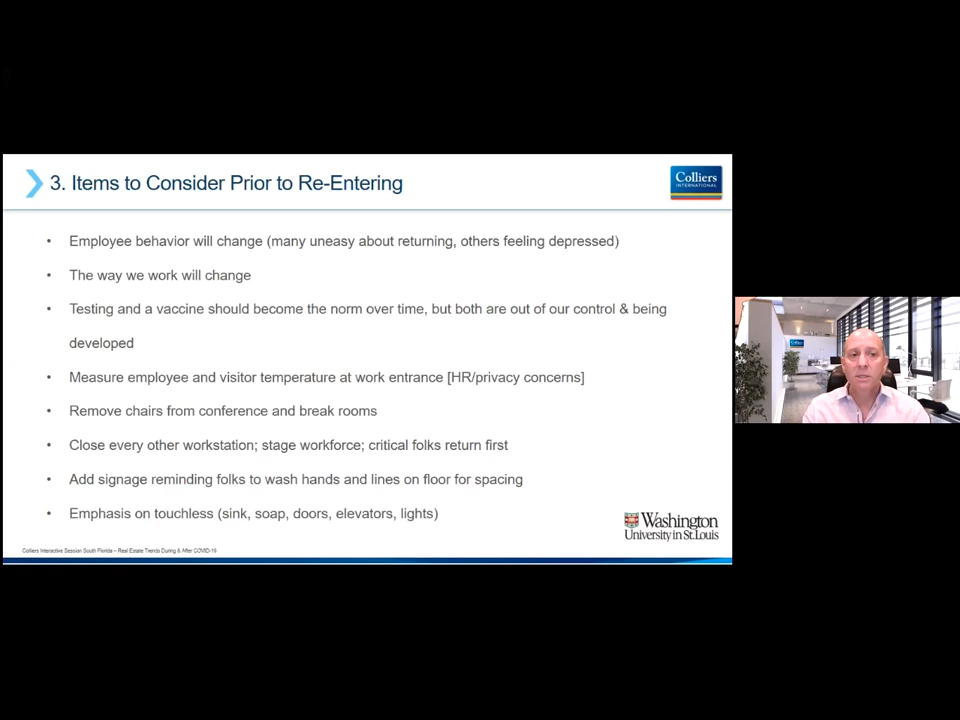 3. Items to Consider Prior to Re-Entering
Colliers
INTERNATIONAL
• Employee behavior will change (many uneasy about returning, others feeling depressed)
• The way we work will change
• Testing and a vaccine should become the norm over time, but both are out of our control & being
developed
• Measure employee and visitor temperature at work entrance [HR/privacy concerns]
• Remove chairs from conference and break rooms
• Close every other workstation; stage workforce; critical folks return first
• Add signage reminding folks to wash hands and lines on floor for spacing
• Emphasis on touchless (sink, soap, doors, elevators, lights)
Washington
University in St. Louis
Colliers Interactive Session South Florida – Real Estate Trends During & After COVID-19
Colliers